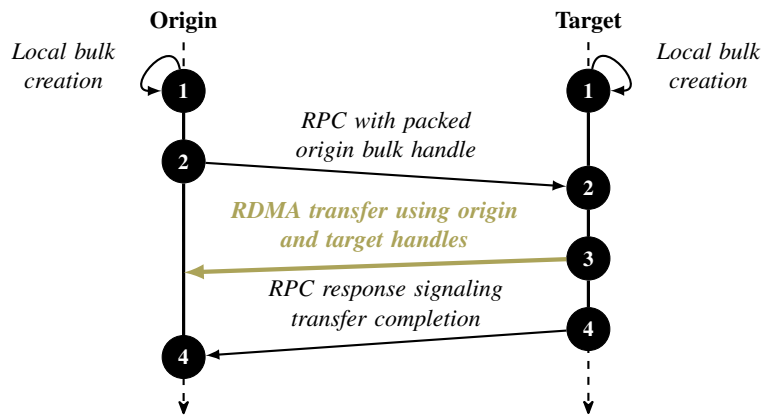 Origin
Target
Local bulk
creation
Local bulk
creation
1
1
RPC with packed
origin bulk handle
2
2
RDMA transfer using origin
and target handles
3
RPC response signaling
transfer completion
4
4